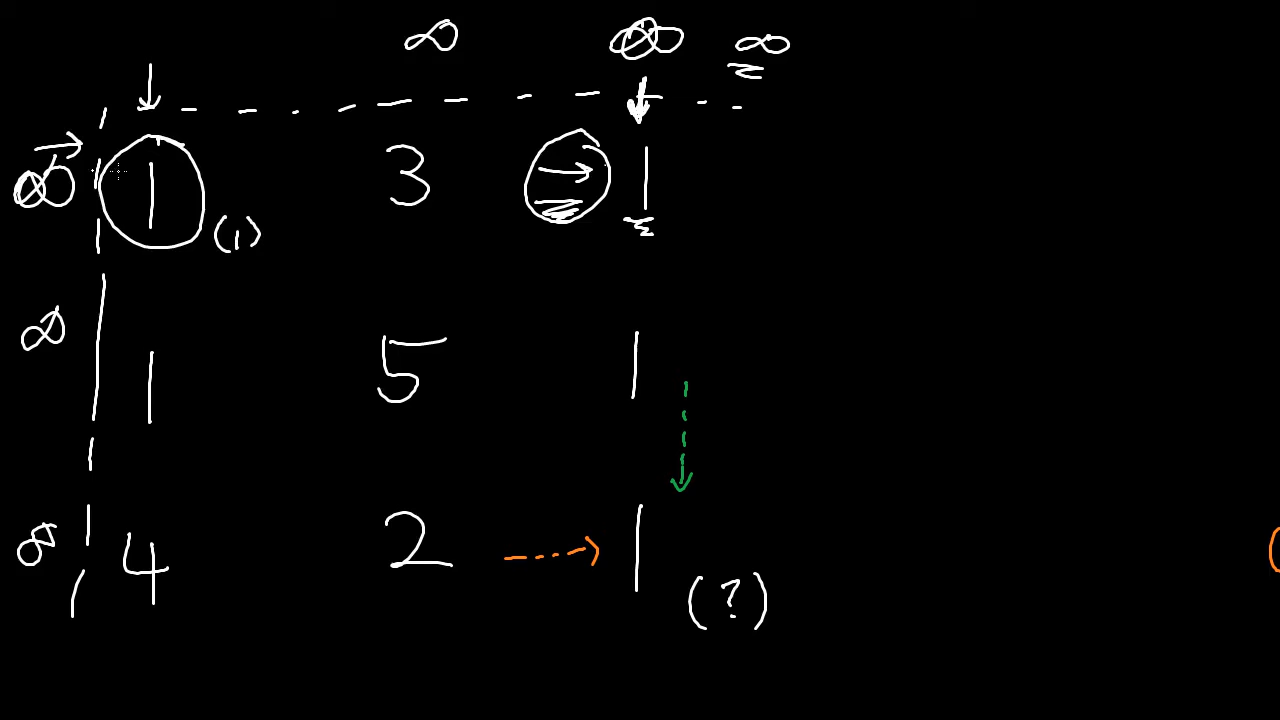 ∞ ∞ ∞
∞ 1 (1) 3 → 1
∞ 1 5 1
∞ 4 2 → 1 (?)